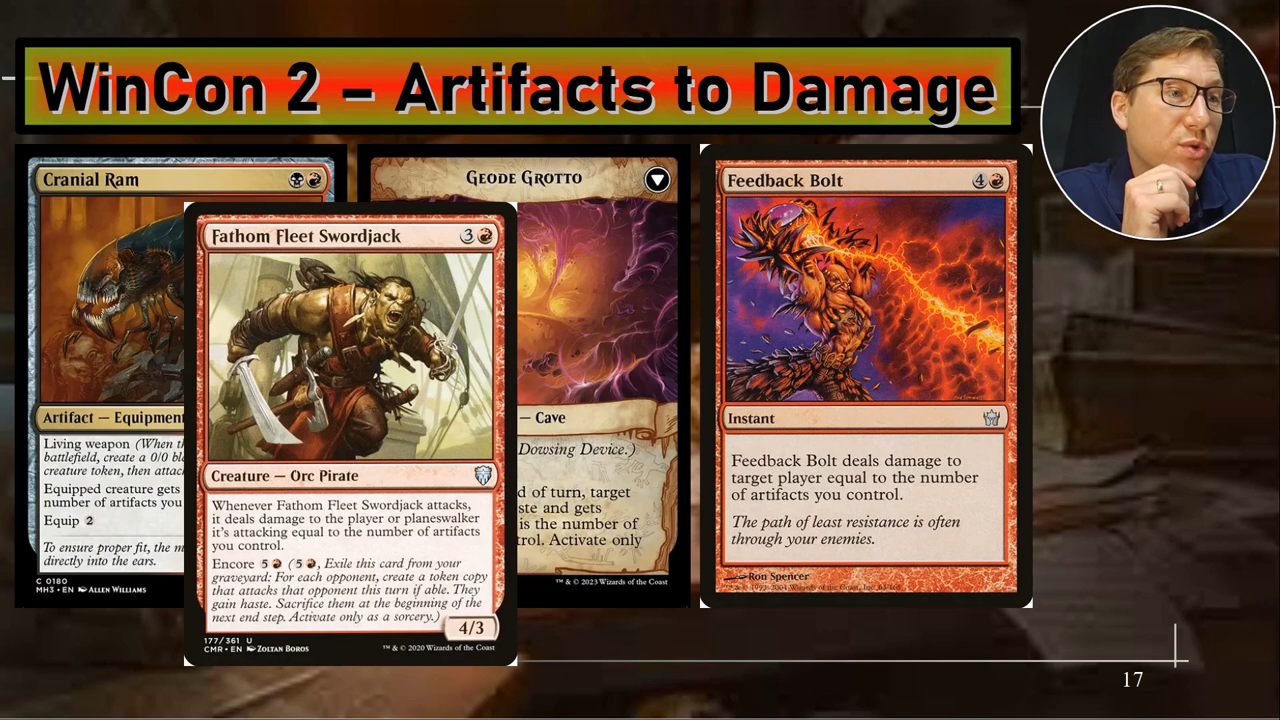 WinCon 2 – Artifacts to Damage
Cranial Ram
Artifact — Equipment
Living weapon (When th
battlefield, create a 0/0 bl
creature token, then attac
Equipped creature gets
number of artifacts you
Equip 2
To ensure proper fit, the m
directly into the ears.
C 0180
MH3 • EN ALLEN WILLIAMS
Fathom Fleet Swordjack 3
Creature — Orc Pirate
Whenever Fathom Fleet Swordjack attacks,
it deals damage to the player or planeswalker
it's attacking equal to the number of artifacts
you control.
Encore 5 (5, Exile this card from your
graveyard: For each opponent, create a token copy
that attacks that opponent this turn if able. They
gain haste. Sacrifice them at the beginning of the
next end step. Activate only as a sorcery.)
4/3
177/361 U
CMR • EN ZOLTAN BOROS
™ & © 2020 Wizards of the Coast
GEODE GROTTO
— Cave
Dowsing Device.)
d of turn, target
ste and gets
is the number of
trol. Activate only
™ & © 2023 Wizards of the Coast
Feedback Bolt 4
Instant
Feedback Bolt deals damage to
target player equal to the number
of artifacts you control.
The path of least resistance is often
through your enemies.
Ron Spencer
17